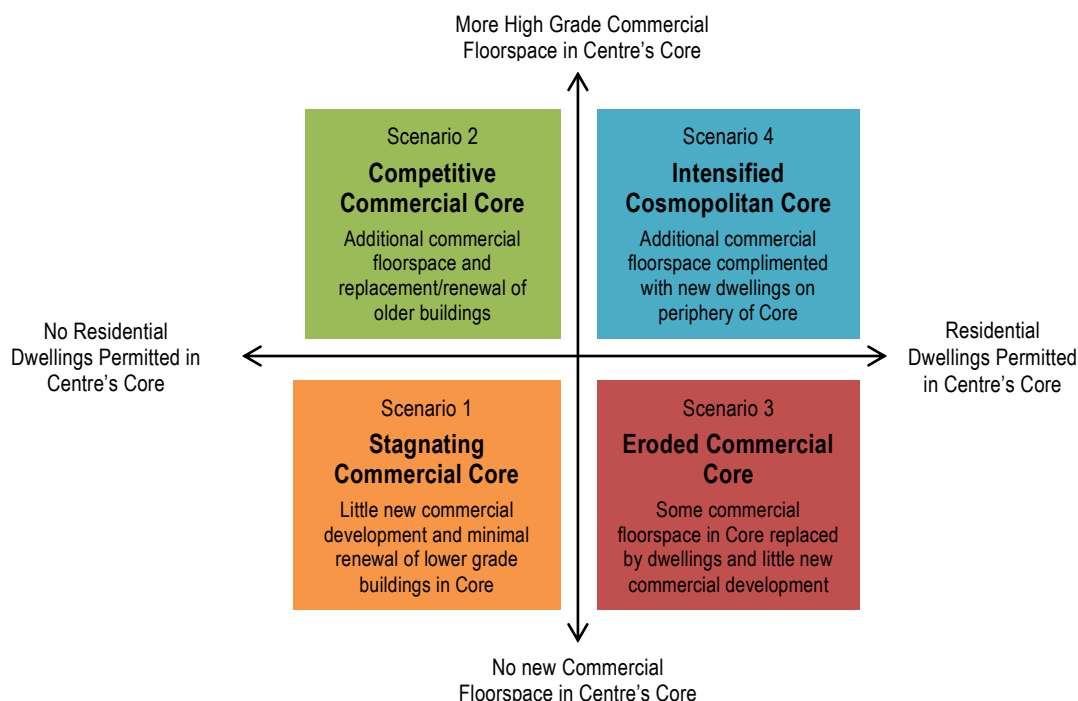 More High Grade Commercial
Floorspace in Centre's Core
Scenario 2
Competitive
Commercial Core
Additional commercial
floorspace and
replacement/renewal of
older buildings
Scenario 4
Intensified
Cosmopolitan Core
Additional commercial
floorspace complimented
with new dwellings on
periphery of Core
No Residential
Dwellings Permitted in
Centre's Core
Residential
Dwellings Permitted
in Centre's Core
Scenario 1
Stagnating
Commercial Core
Little new commercial
development and minimal
renewal of lower grade
buildings in Core
Scenario 3
Eroded Commercial
Core
Some commercial
floorspace in Core replaced
by dwellings and little new
commercial development
No new Commercial
Floorspace in Centre's Core